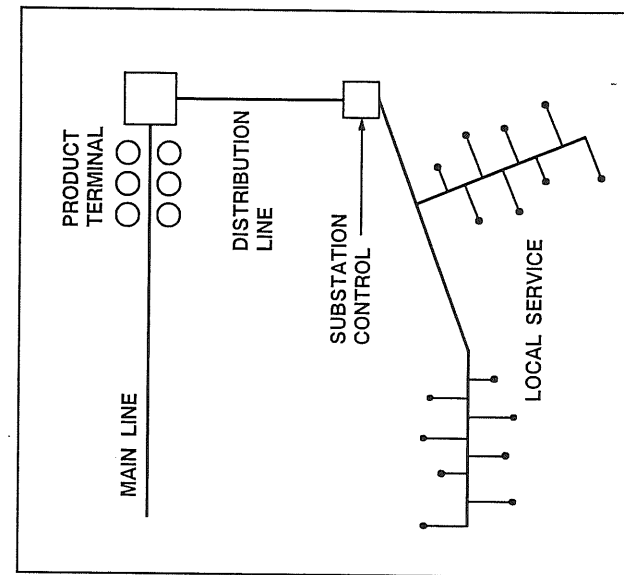 MAIN LINE
PRODUCT
TERMINAL
DISTRIBUTION
LINE
SUBSTATION
CONTROL
LOCAL SERVICE